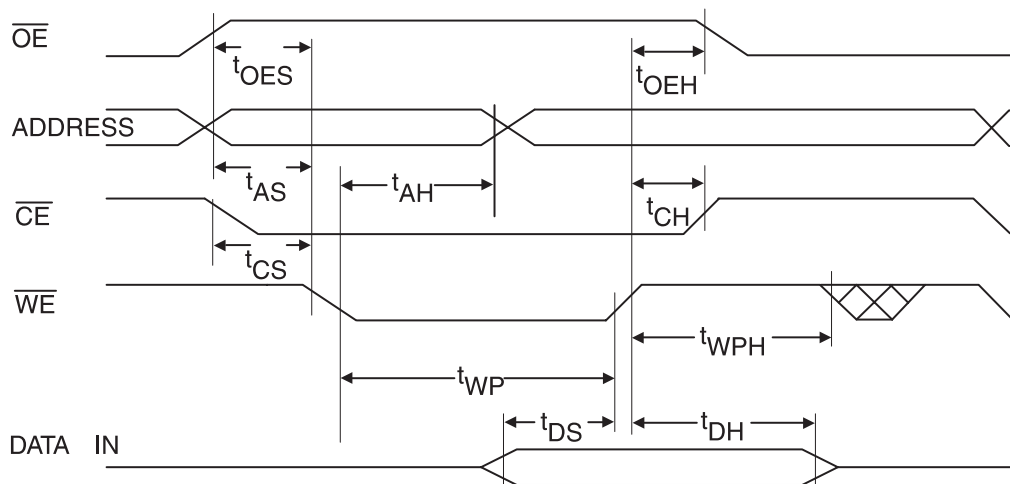 OE
tOES
tOEH
ADDRESS
tAS
tAH
CE
tCH
tCS
WE
tWPH
tWP
tDS
tDH
DATA IN